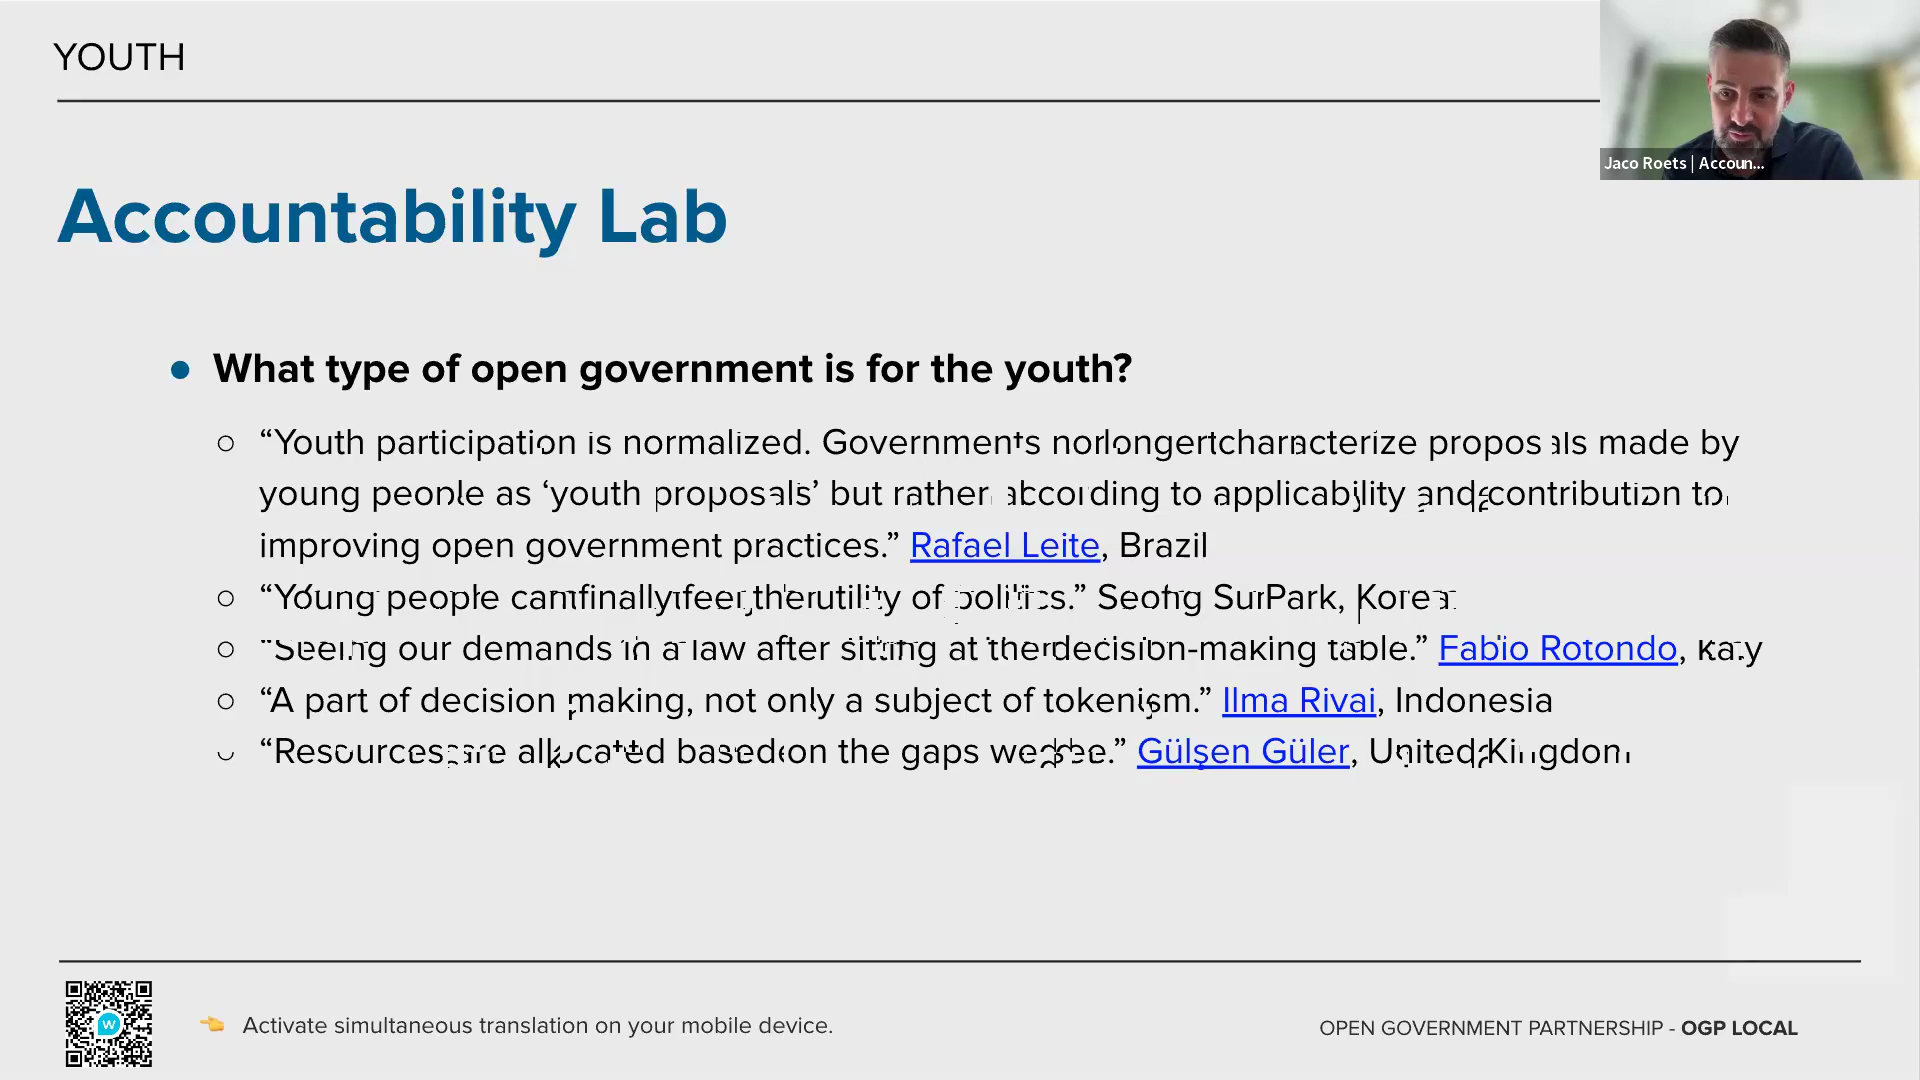 YOUTH
Jaco Roets | Accoun...
Accountability Lab
● What type of open government is for the youth?
○ “Youth participation is normalized. Governments no longer characterize proposals made by
young people as ‘youth proposals’ but rather according to applicability and contribution to
improving open government practices.” Rafael Leite, Brazil
○ “Young people can finally feel the utility of politics.” Seong Su Park, Korea
○ “Seeing our demands in a law after sitting at the decision-making table.” Fabio Rotondo,
○ “A part of decision making, not only a subject of tokenism.” Ilma Rivai, Indonesia
○ “Resources are allocated based on the gaps we see.” Gülşen Güler, United Kingdom
w
👈 Activate simultaneous translation on your mobile device.
OPEN GOVERNMENT PARTNERSHIP - OGP LOCAL